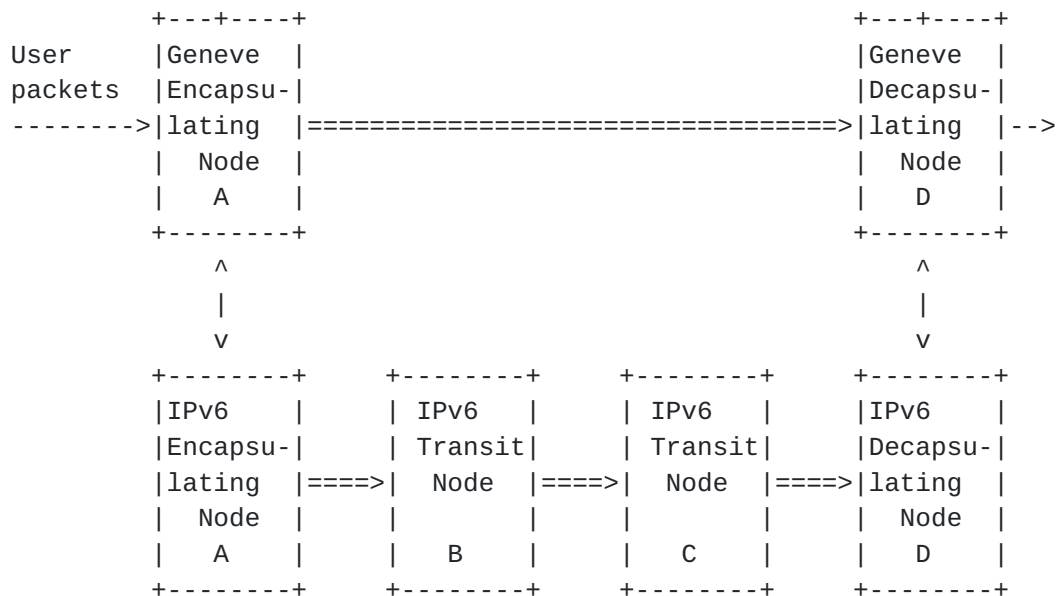 +---+----+                                   +---+----+
User     |Geneve  |                                   |Geneve  |
packets  |Encapsu-|                                   |Decapsu-|
-------->|lating  |==================================>|lating  |-->
         |  Node  |                                   |  Node  |
         |   A    |                                   |   D    |
         +--------+                                   +--------+
             ^                                            ^
             |                                            |
             v                                            v
         +--------+     +--------+     +--------+     +--------+
         |IPv6    |     | IPv6   |     | IPv6   |     |IPv6    |
         |Encapsu-|     | Transit|     | Transit|     |Decapsu-|
         |lating  |====>|  Node  |====>|  Node  |====>|lating  |
         |  Node  |     |        |     |        |     |  Node  |
         |   A    |     |   B    |     |   C    |     |   D    |
         +--------+     +--------+     +--------+     +--------+